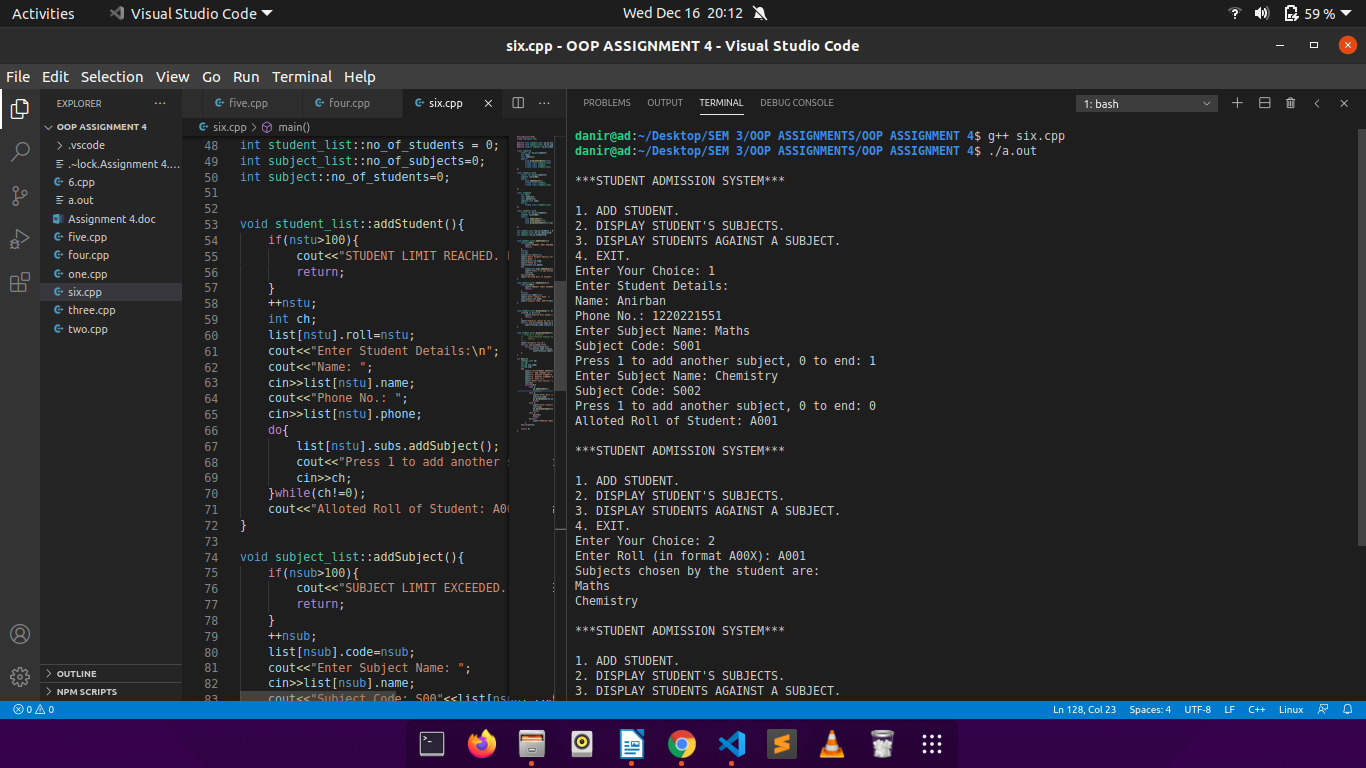 Activities Visual Studio Code Wed Dec 16 20:12 59 %
six.cpp - OOP ASSIGNMENT 4 - Visual Studio Code
File Edit Selection View Go Run Terminal Help
EXPLORER ···
OOP ASSIGNMENT 4
.vscode
.~lock.Assignment 4....
6.cpp
a.out
Assignment 4.doc
five.cpp
four.cpp
one.cpp
six.cpp
three.cpp
two.cpp
OUTLINE
NPM SCRIPTS
five.cpp four.cpp six.cpp
six.cpp > main()
48 int student_list::no_of_students = 0;
49 int subject_list::no_of_subjects=0;
50 int subject::no_of_students=0;
51
52
53 void student_list::addStudent(){
54 if(nstu>100){
55 cout<<"STUDENT LIMIT REACHED.
56 return;
57 }
58 ++nstu;
59 int ch;
60 list[nstu].roll=nstu;
61 cout<<"Enter Student Details:\n";
62 cout<<"Name: ";
63 cin>>list[nstu].name;
64 cout<<"Phone No.: ";
65 cin>>list[nstu].phone;
66 do{
67 list[nstu].subs.addSubject();
68 cout<<"Press 1 to add another
69 cin>>ch;
70 }while(ch!=0);
71 cout<<"Alloted Roll of Student: A00
72 }
73
74 void subject_list::addSubject(){
75 if(nsub>100){
76 cout<<"SUBJECT LIMIT EXCEEDED.
77 return;
78 }
79 ++nsub;
80 list[nsub].code=nsub;
81 cout<<"Enter Subject Name: ";
82 cin>>list[nsub].name;
83 cout<<"Subject Code: S00"<<list[nsu
PROBLEMS OUTPUT TERMINAL DEBUG CONSOLE 1: bash
danir@ad:~/Desktop/SEM 3/OOP ASSIGNMENTS/OOP ASSIGNMENT 4$ g++ six.cpp
danir@ad:~/Desktop/SEM 3/OOP ASSIGNMENTS/OOP ASSIGNMENT 4$ ./a.out
***STUDENT ADMISSION SYSTEM***
1. ADD STUDENT.
2. DISPLAY STUDENT'S SUBJECTS.
3. DISPLAY STUDENTS AGAINST A SUBJECT.
4. EXIT.
Enter Your Choice: 1
Enter Student Details:
Name: Anirban
Phone No.: 1220221551
Enter Subject Name: Maths
Subject Code: S001
Press 1 to add another subject, 0 to end: 1
Enter Subject Name: Chemistry
Subject Code: S002
Press 1 to add another subject, 0 to end: 0
Alloted Roll of Student: A001
***STUDENT ADMISSION SYSTEM***
1. ADD STUDENT.
2. DISPLAY STUDENT'S SUBJECTS.
3. DISPLAY STUDENTS AGAINST A SUBJECT.
4. EXIT.
Enter Your Choice: 2
Enter Roll (in format A00X): A001
Subjects chosen by the student are:
Maths
Chemistry
***STUDENT ADMISSION SYSTEM***
1. ADD STUDENT.
2. DISPLAY STUDENT'S SUBJECTS.
3. DISPLAY STUDENTS AGAINST A SUBJECT.
0 0 Ln 128, Col 23 Spaces: 4 UTF-8 LF C++ Linux